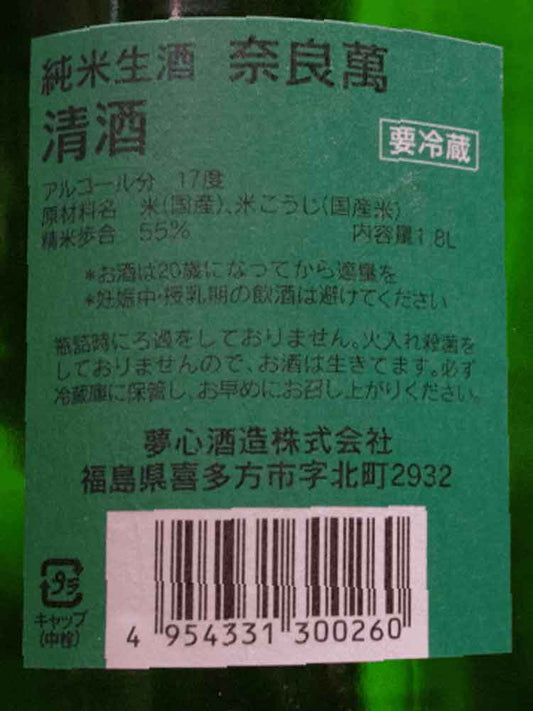 純米生酒 奈良萬
清酒
要冷蔵
アルコール分 17度
原材料名 米(国産)、米こうじ(国産米)
精米歩合 55% 内容量1.8L
*お酒は20歳になってから適量を
*妊娠中・授乳期の飲酒は避けてください
瓶詰時にろ過をしておりません。火入れ殺菌を
しておりませんので、お酒は生きてます。必ず
冷蔵庫に保管し、お早めにお召し上がりください。
夢心酒造株式会社
福島県喜多方市字北町2932
プラ
キャップ
(中栓)
4 954331 300260